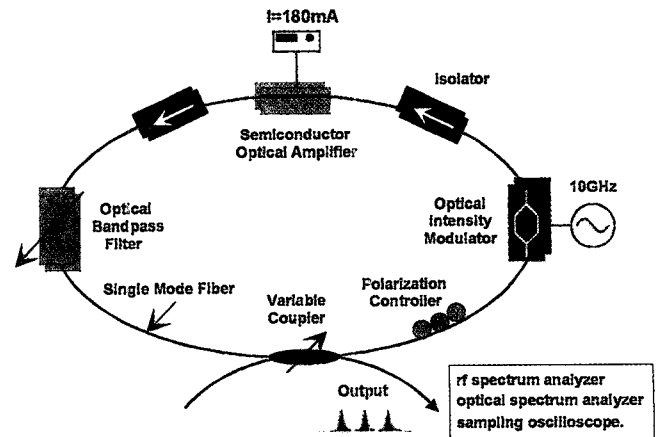 I=180mA
Isolator
Semiconductor
Optical Amplifier
10GHz
Optical
Intensity
Modulator
Optical
Bandpass
Filter
Single Mode Fiber
Variable
Coupler
Polarization
Controller
Output
rf spectrum analyzer
optical spectrum analyzer
sampling oscilloscope.